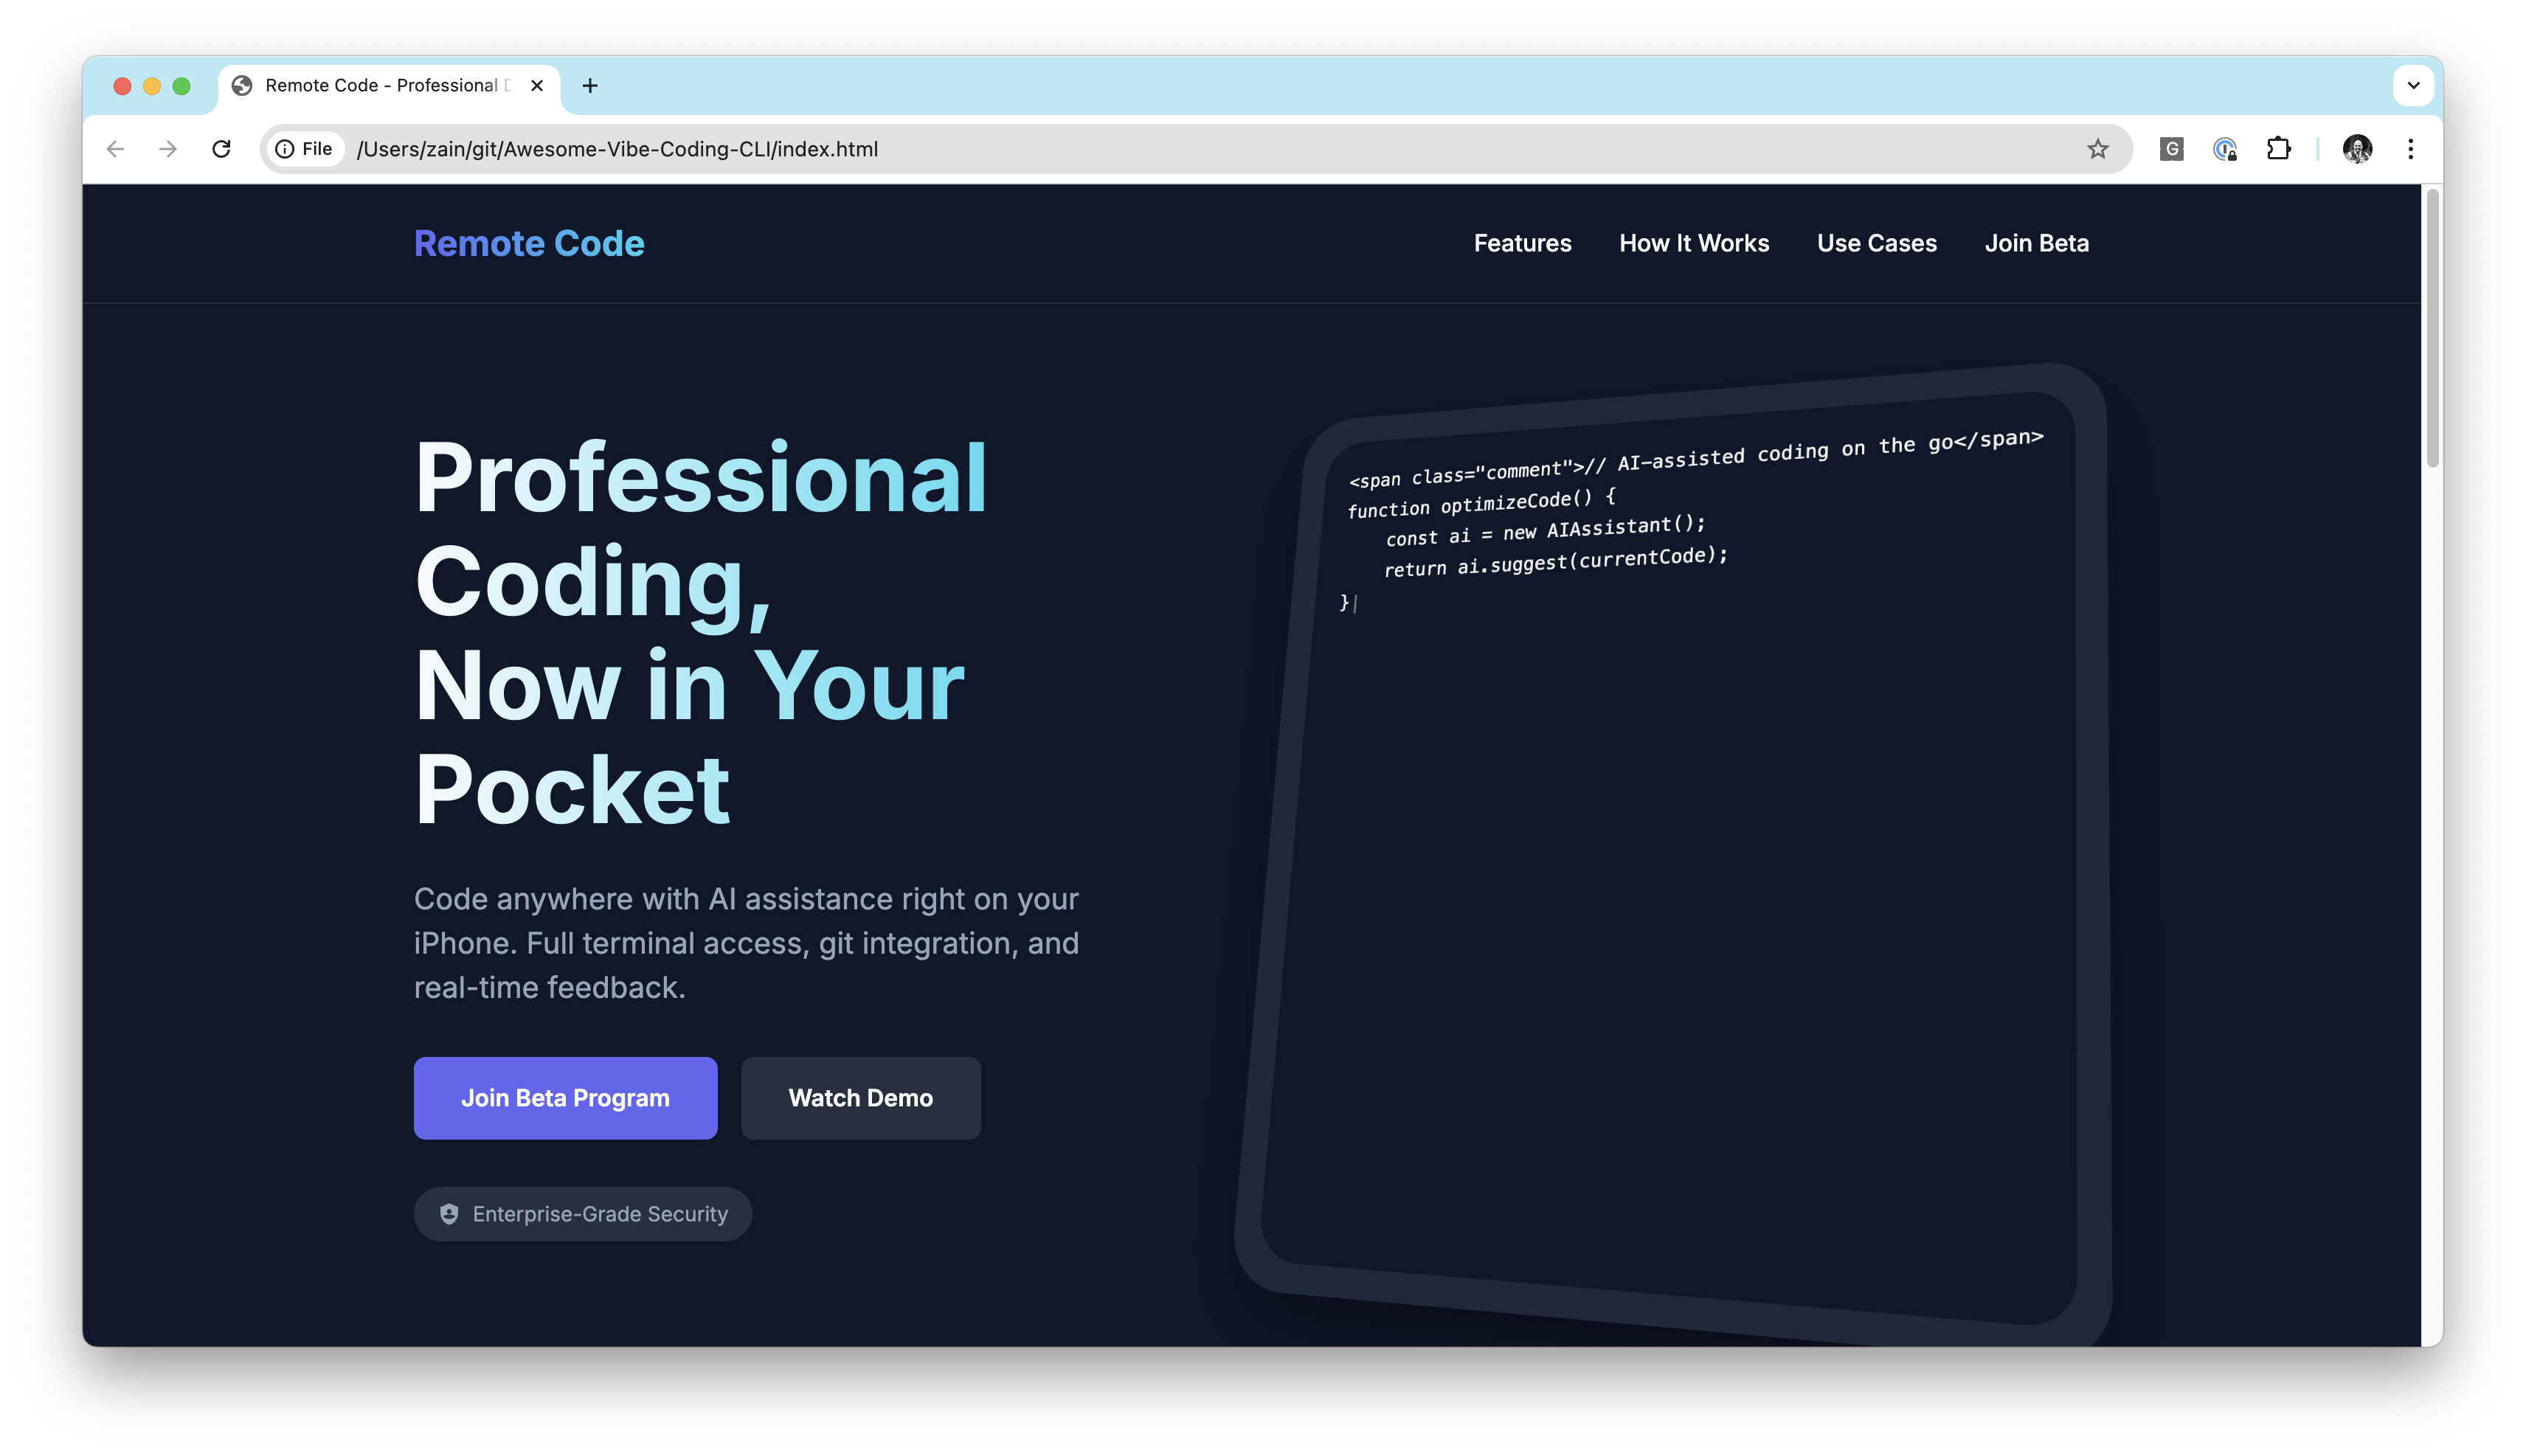 Remote Code - Professional
File
/Users/zain/git/Awesome-Vibe-Coding-CLI/index.html
G
Remote Code
Features
How It Works
Use Cases
Join Beta
Professional
Coding,
Now in Your
Pocket
Code anywhere with AI assistance right on your
iPhone. Full terminal access, git integration, and
real-time feedback.
Join Beta Program
Watch Demo
Enterprise-Grade Security
<span class="comment">// AI-assisted coding on the go</span>
function optimizeCode() {
    const ai = new AIAssistant();
    return ai.suggest(currentCode);
}|